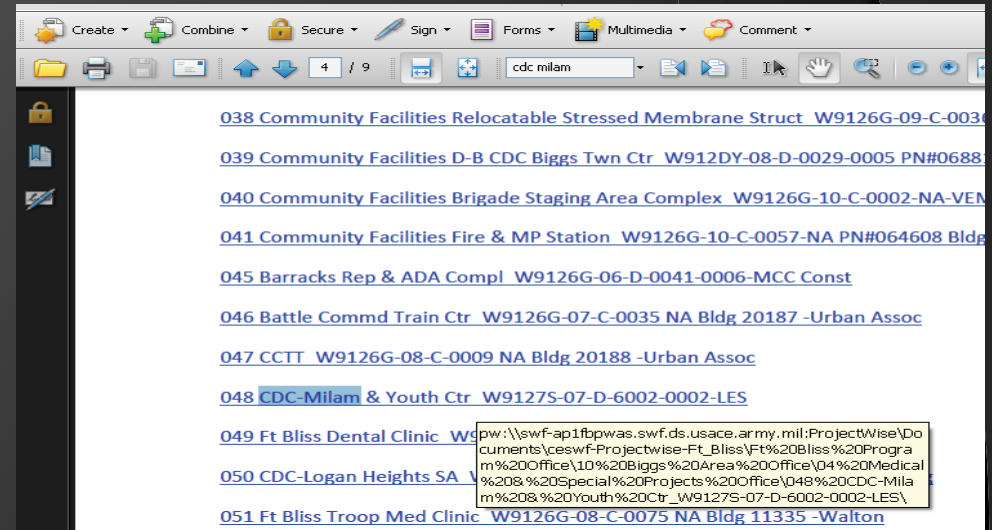 Create Combine Secure Sign Forms Multimedia Comment
4 / 9 cdc milam
038 Community Facilities Relocatable Stressed Membrane Struct W9126G-09-C-003
039 Community Facilities D-B CDC Biggs Twn Ctr W912DY-08-D-0029-0005 PN#0688
040 Community Facilities Brigade Staging Area Complex W9126G-10-C-0002-NA-VEM
041 Community Facilities Fire & MP Station W9126G-10-C-0057-NA PN#064608 Bldg
045 Barracks Rep & ADA Compl W9126G-06-D-0041-0006-MCC Const
046 Battle Commd Train Ctr W9126G-07-C-0035 NA Bldg 20187 -Urban Assoc
047 CCTT W9126G-08-C-0009 NA Bldg 20188 -Urban Assoc
048 CDC-Milam & Youth Ctr W9127S-07-D-6002-0002-LES
049 Ft Bliss Dental Clinic
pw:\\swf-ap1fbpwas.swf.ds.usace.army.mil:ProjectWise\Do
cuments\ceswf-Projectwise-Ft_Bliss\Ft%20Bliss%20Progra
m%20Office\10%20Biggs%20Area%20Office\04%20Medical
%20&%20Special%20Projects%20Office\048%20CDC-Mila
m%20&%20Youth%20Ctr_W9127S-07-D-6002-0002-LES\
050 CDC-Logan Heights SA
051 Ft Bliss Troop Med Clinic W9126G-08-C-0075 NA Bldg 11335 -Walton